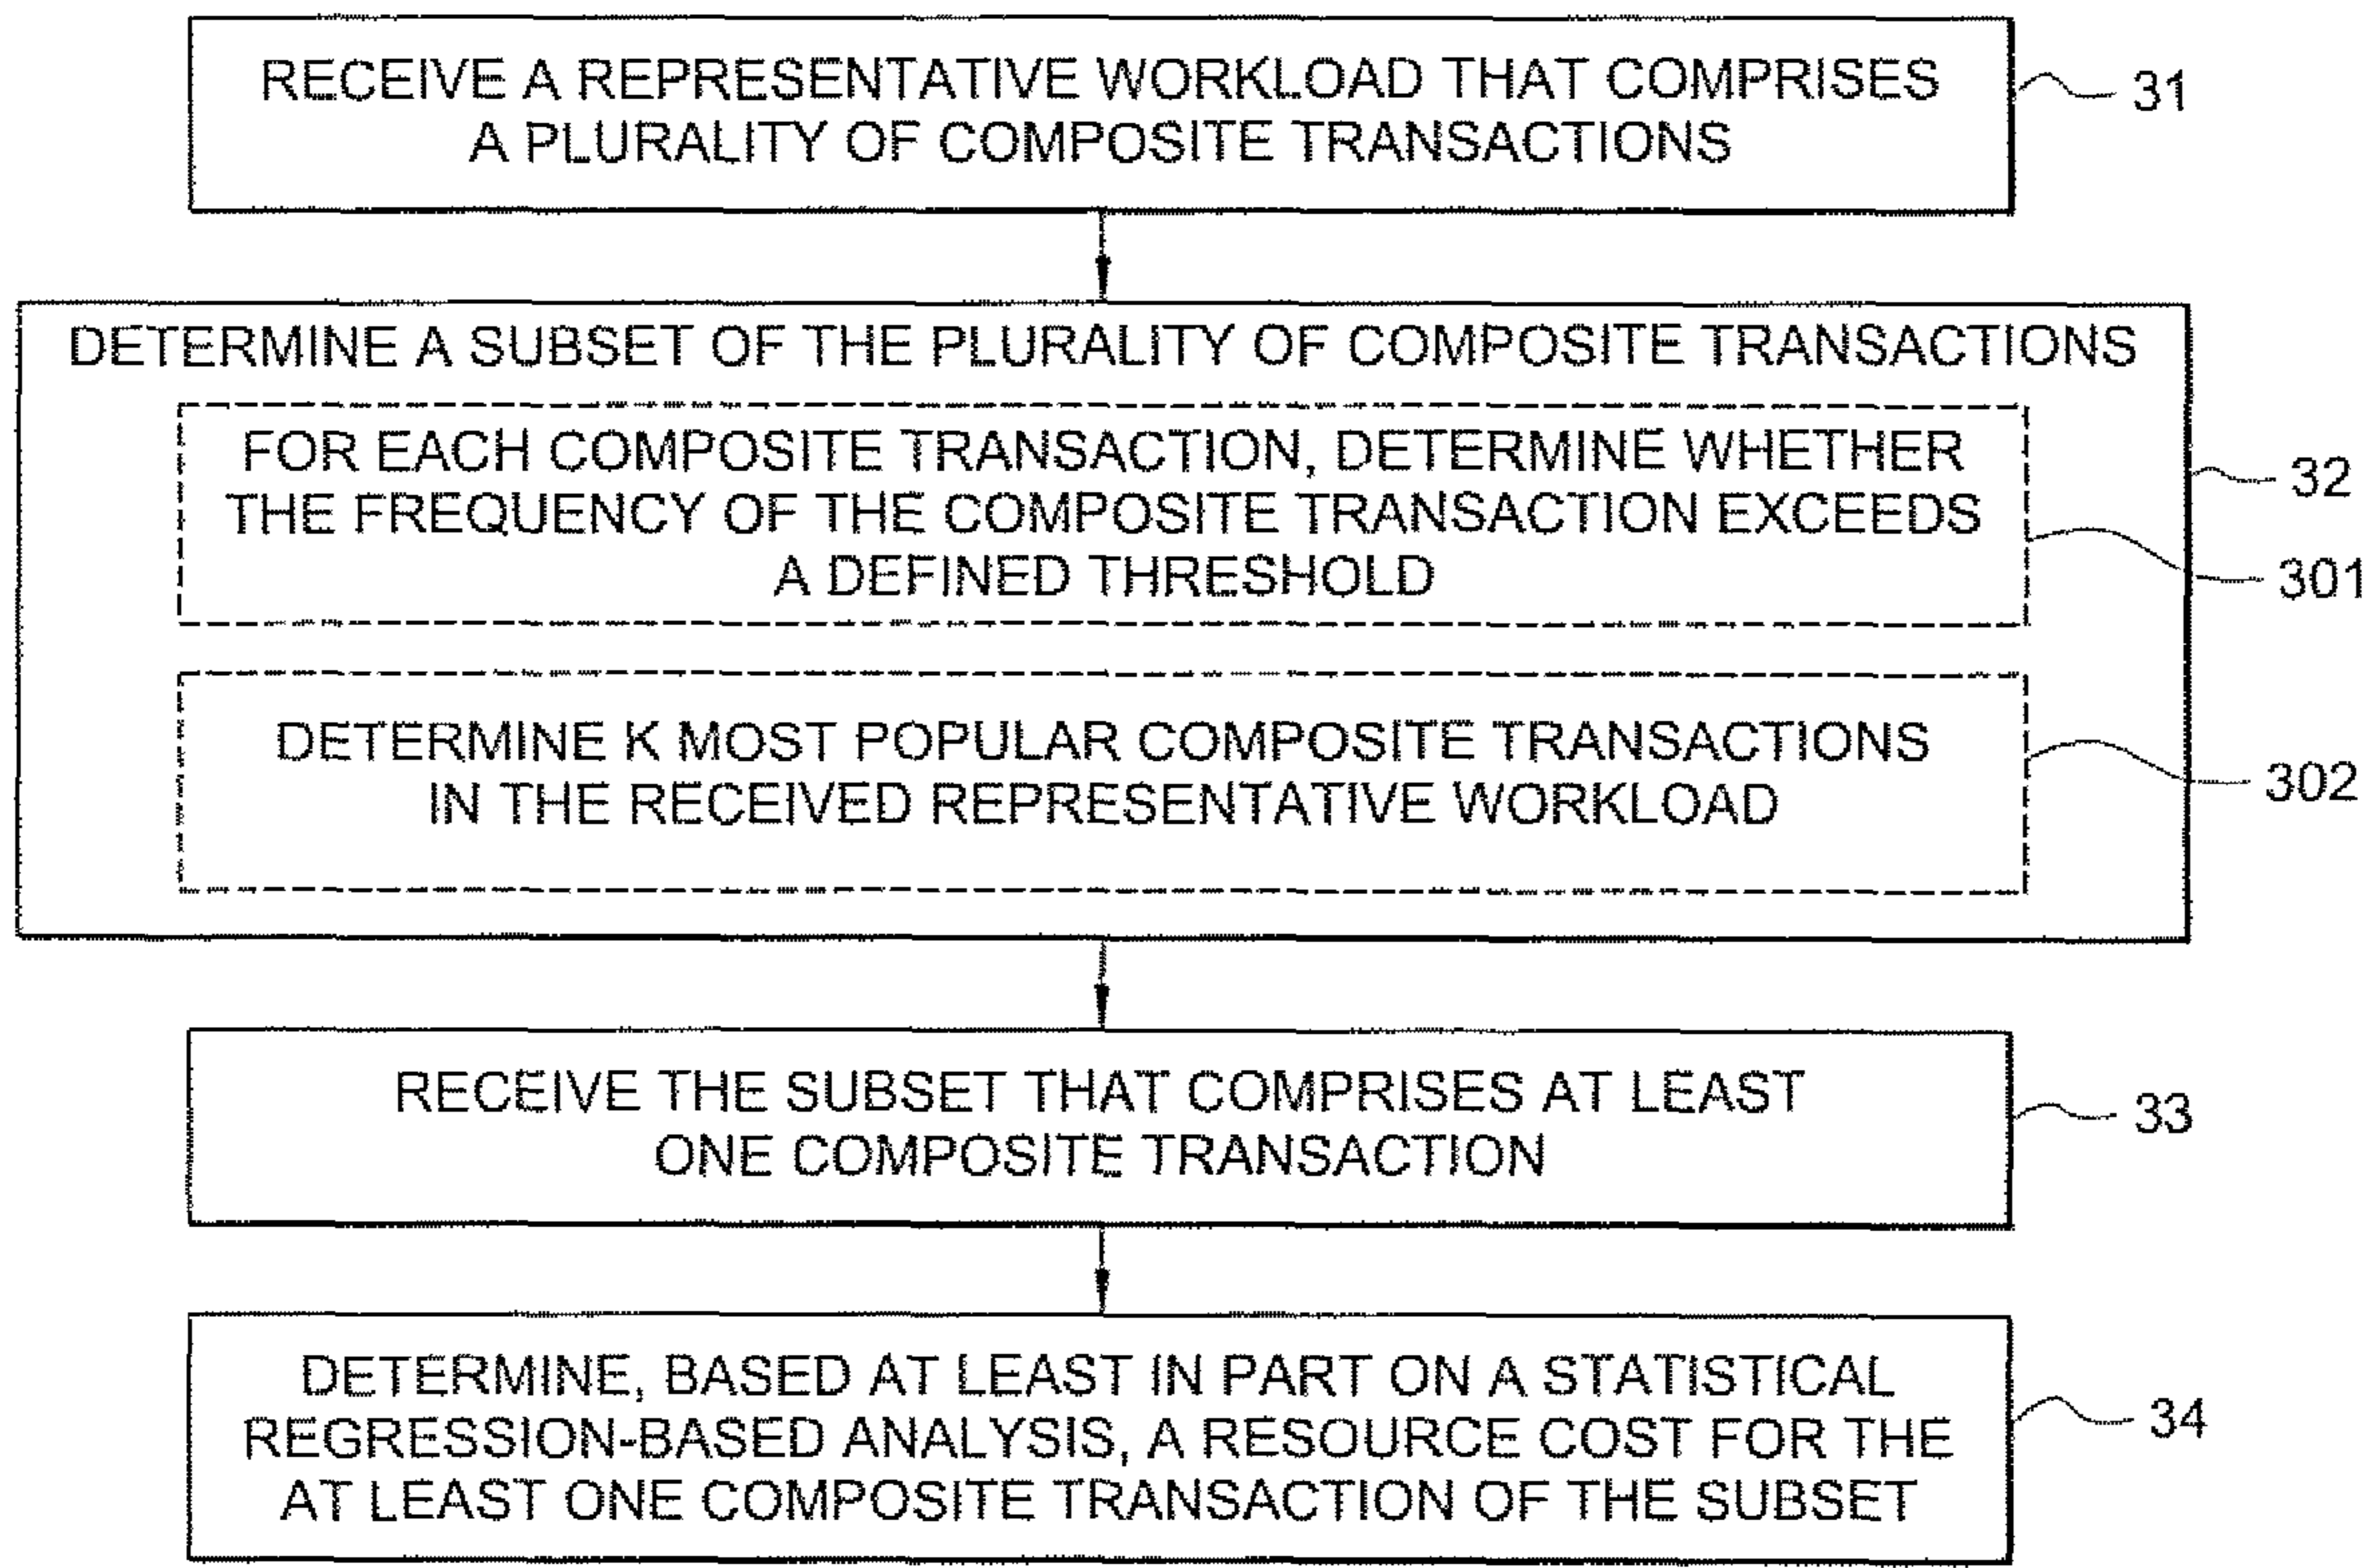 RECEIVE A REPRESENTATIVE WORKLOAD THAT COMPRISES
A PLURALITY OF COMPOSITE TRANSACTIONS
31
DETERMINE A SUBSET OF THE PLURALITY OF COMPOSITE TRANSACTIONS
32
FOR EACH COMPOSITE TRANSACTION, DETERMINE WHETHER
THE FREQUENCY OF THE COMPOSITE TRANSACTION EXCEEDS
A DEFINED THRESHOLD
301
DETERMINE K MOST POPULAR COMPOSITE TRANSACTIONS
IN THE RECEIVED REPRESENTATIVE WORKLOAD
302
RECEIVE THE SUBSET THAT COMPRISES AT LEAST
ONE COMPOSITE TRANSACTION
33
DETERMINE, BASED AT LEAST IN PART ON A STATISTICAL
REGRESSION-BASED ANALYSIS, A RESOURCE COST FOR THE
AT LEAST ONE COMPOSITE TRANSACTION OF THE SUBSET
34